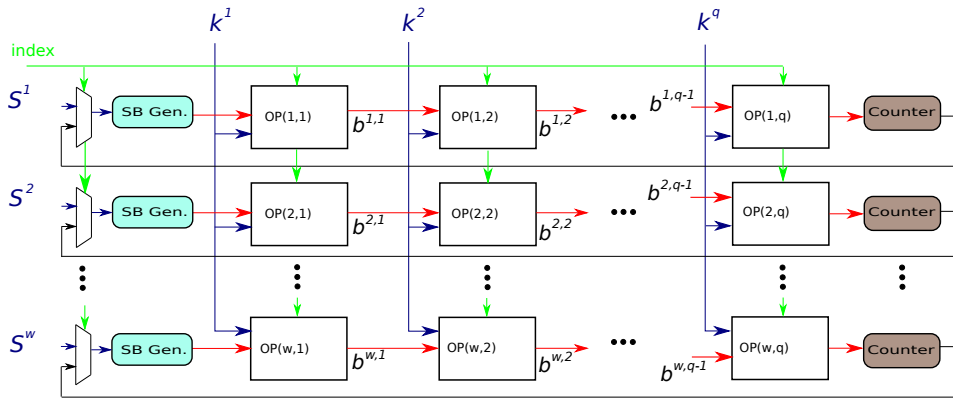 k^1 k^2 k^q
index
S^1 SB Gen. OP(1,1) b^{1,1} OP(1,2) b^{1,2} ••• b^{1,q-1} OP(1,q) Counter
S^2 SB Gen. OP(2,1) b^{2,1} OP(2,2) b^{2,2} ••• b^{2,q-1} OP(2,q) Counter
S^w SB Gen. OP(w,1) b^{w,1} OP(w,2) b^{w,2} ••• b^{w,q-1} OP(w,q) Counter